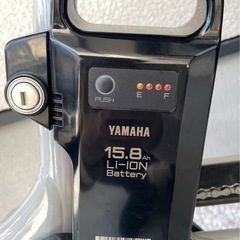 PUSH E F
YAMAHA
15.8Ah
Li-ION
Battery